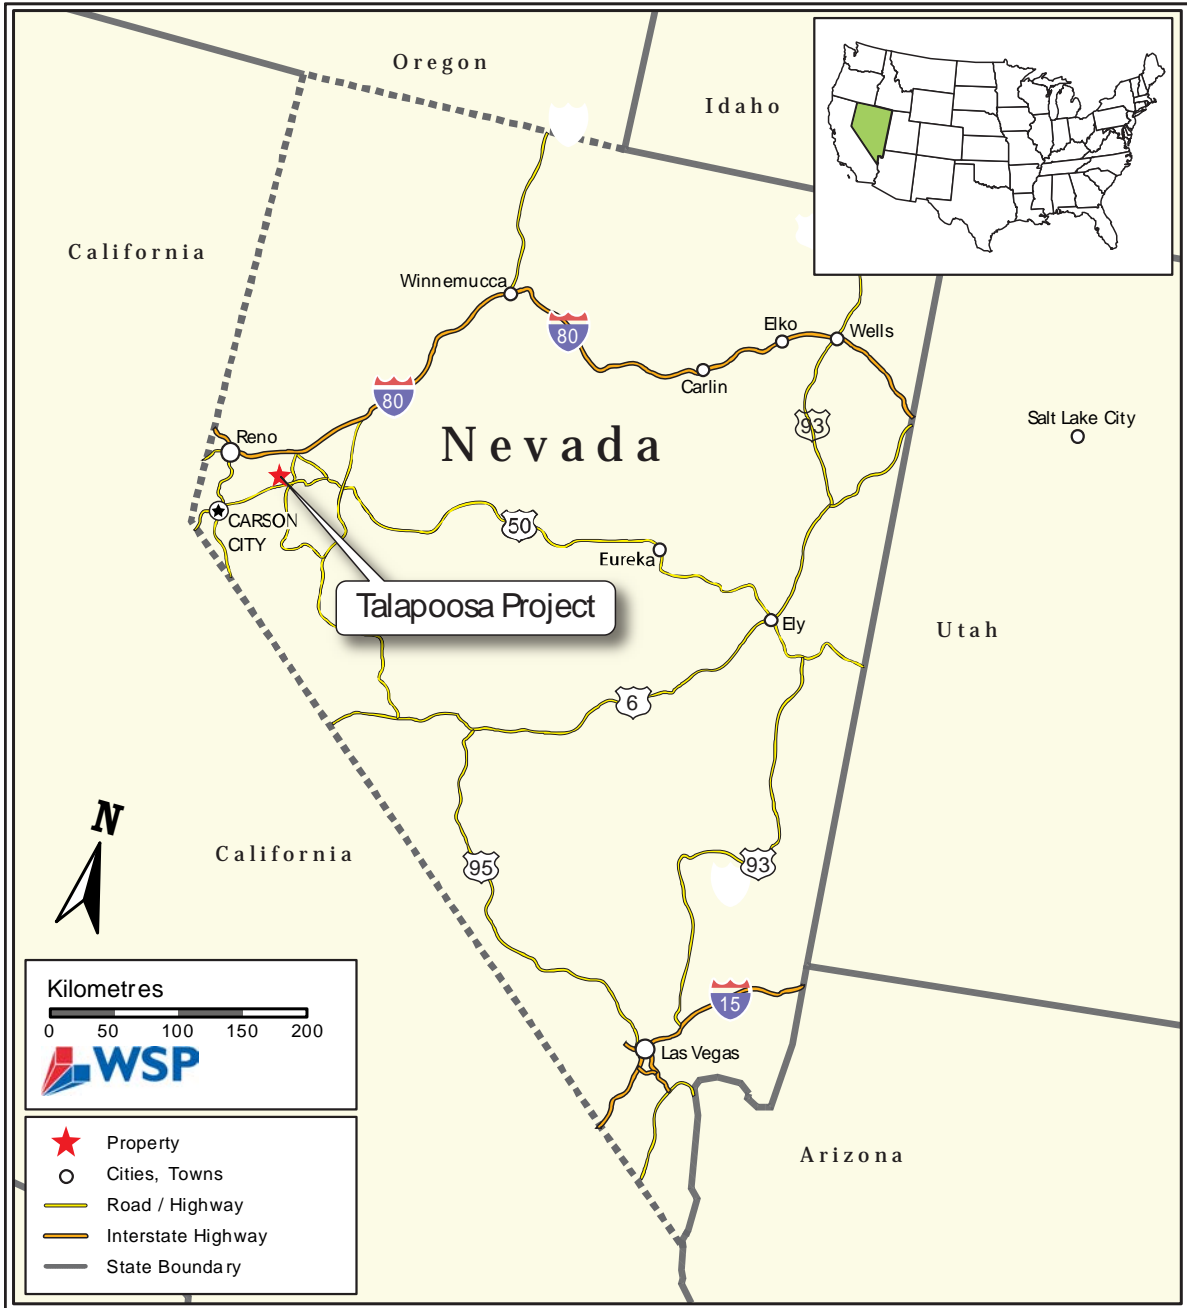 Oregon
Idaho
California
Winnemucca
80
Elko
Wells
Carlin
80
93
Salt Lake City
Reno
Nevada
CARSON
CITY
50
Eureka
Talapoosa Project
Ely
Utah
6
N
California
95
93
Kilometres
0 50 100 150 200
WSP
15
Las Vegas
Property
Cities, Towns
Road / Highway
Interstate Highway
State Boundary
Arizona